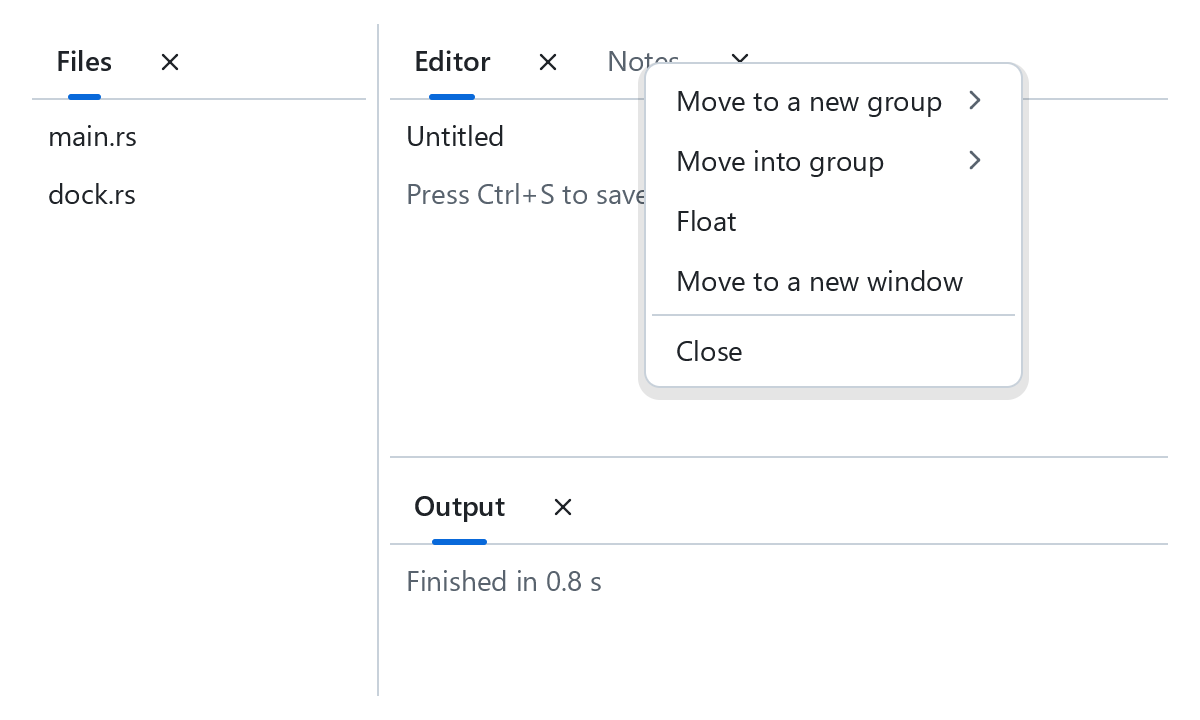 Files
main.rs
dock.rs
Editor
Notes
Untitled
Press Ctrl+S to save
Move to a new group
Move into group
Float
Move to a new window
Close
Output
Finished in 0.8 s